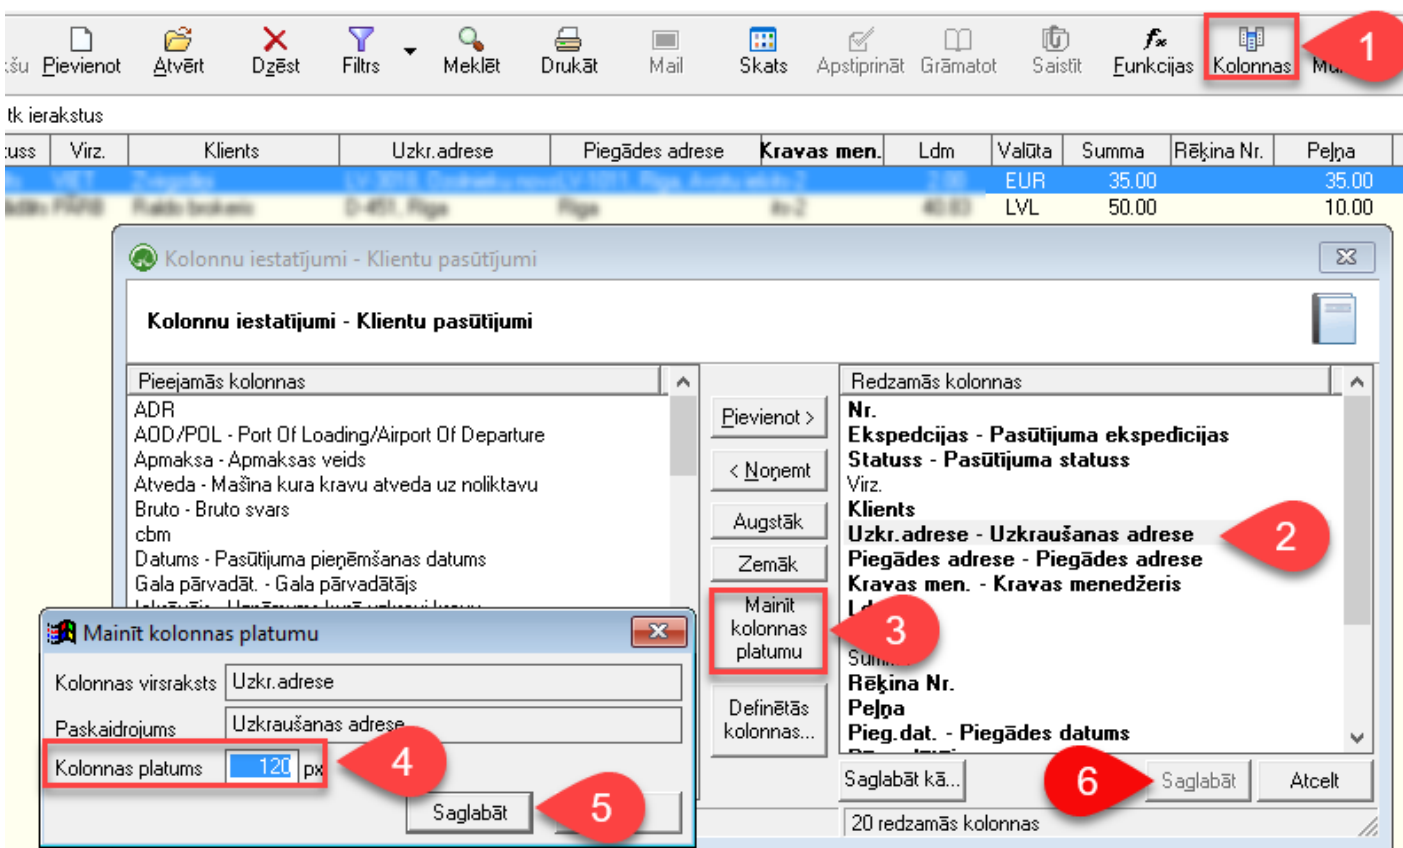 šu Pievienot Atvērt Dzēst Filtrs Meklēt Drukāt Mail Skats Apstiprināt Grāmatot Saistīt Funkcijas Kolonnas
1
tk ierakstus
tuss Virz. Klients Uzkr.adrese Piegādes adrese Kravas men. Ldm Valūta Summa Rēķina Nr. Peļņa
EUR 35.00 35.00
LVL 50.00 10.00
Kolonnu iestatījumi - Klientu pasūtījumi
Kolonnu iestatījumi - Klientu pasūtījumi
Pieejamās kolonnas
ADR
AOD/POL - Port Of Loading/Airport Of Departure
Apmaksa - Apmaksas veids
Atveda - Mašīna kura kravu atveda uz noliktavu
Bruto - Bruto svars
cbm
Datums - Pasūtījuma pieņēmšanas datums
Gala pārvadāt. - Gala pārvadātājs
Pievienot >
< Noņemt
Augstāk
Zemāk
Mainīt
kolonnas
platumu
3
Definētās
kolonnas...
Redzamās kolonnas
Nr.
Ekspedcijas - Pasūtījuma ekspedīcijas
Statuss - Pasūtījuma statuss
Virz.
Klients
Uzkr.adrese - Uzkraušanas adrese
2
Piegādes adrese - Piegādes adrese
Kravas men. - Kravas menedžeris
Rēķina Nr.
Peļņa
Pieg.dat. - Piegādes datums
Saglabāt kā...
6
Saglabāt
Atcelt
20 redzamās kolonnas
Mainīt kolonnas platumu
Kolonnas virsraksts Uzkr.adrese
Paskaidrojums Uzkraušanas adrese
Kolonnas platums 120 px
4
Saglabāt
5